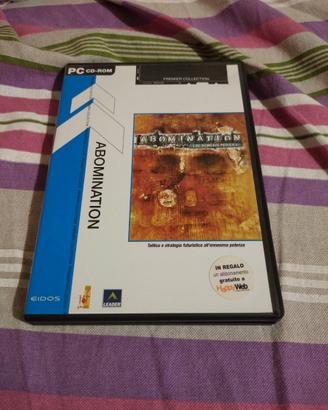 PC CD-ROM
PREMIER COLLECTION
ABOMINATION
ABOMINATION
Tattica e strategia futuristica all'ennesima potenza
IN REGALO
un abbonamento
gratuito a
HappyWeb
EIDOS
LEADER